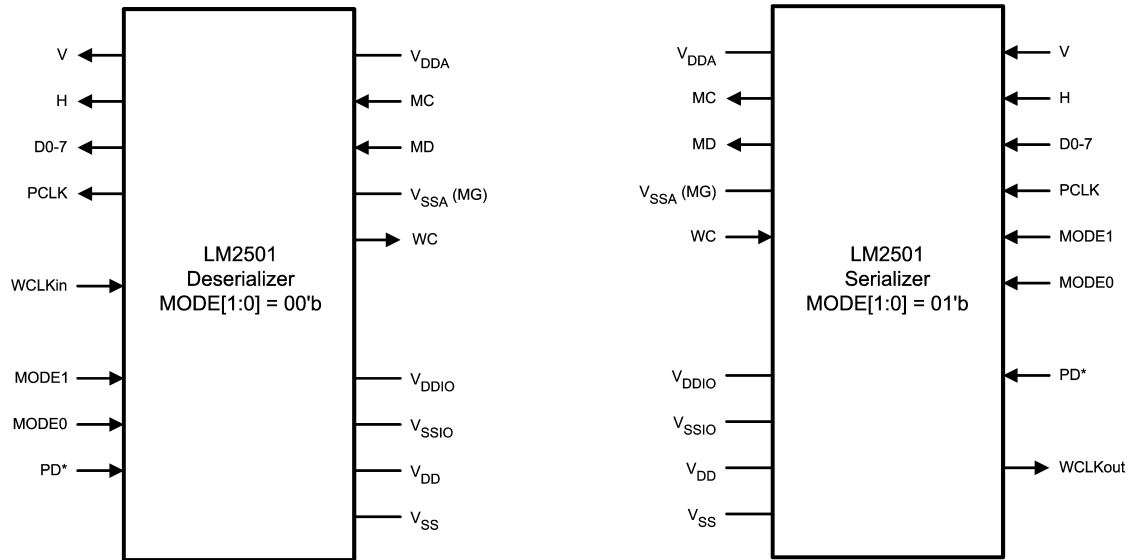 V
H
D0-7
PCLK
WCLKin
MODE1
MODE0
PD*
LM2501
Deserializer
MODE[1:0] = 00'b
VDDA
MC
MD
VSSA (MG)
WC
VDDIO
VSSIO
VDD
VSS
VDDA
MC
MD
VSSA (MG)
WC
VDDIO
VSSIO
VDD
VSS
LM2501
Serializer
MODE[1:0] = 01'b
V
H
D0-7
PCLK
MODE1
MODE0
PD*
WCLKout